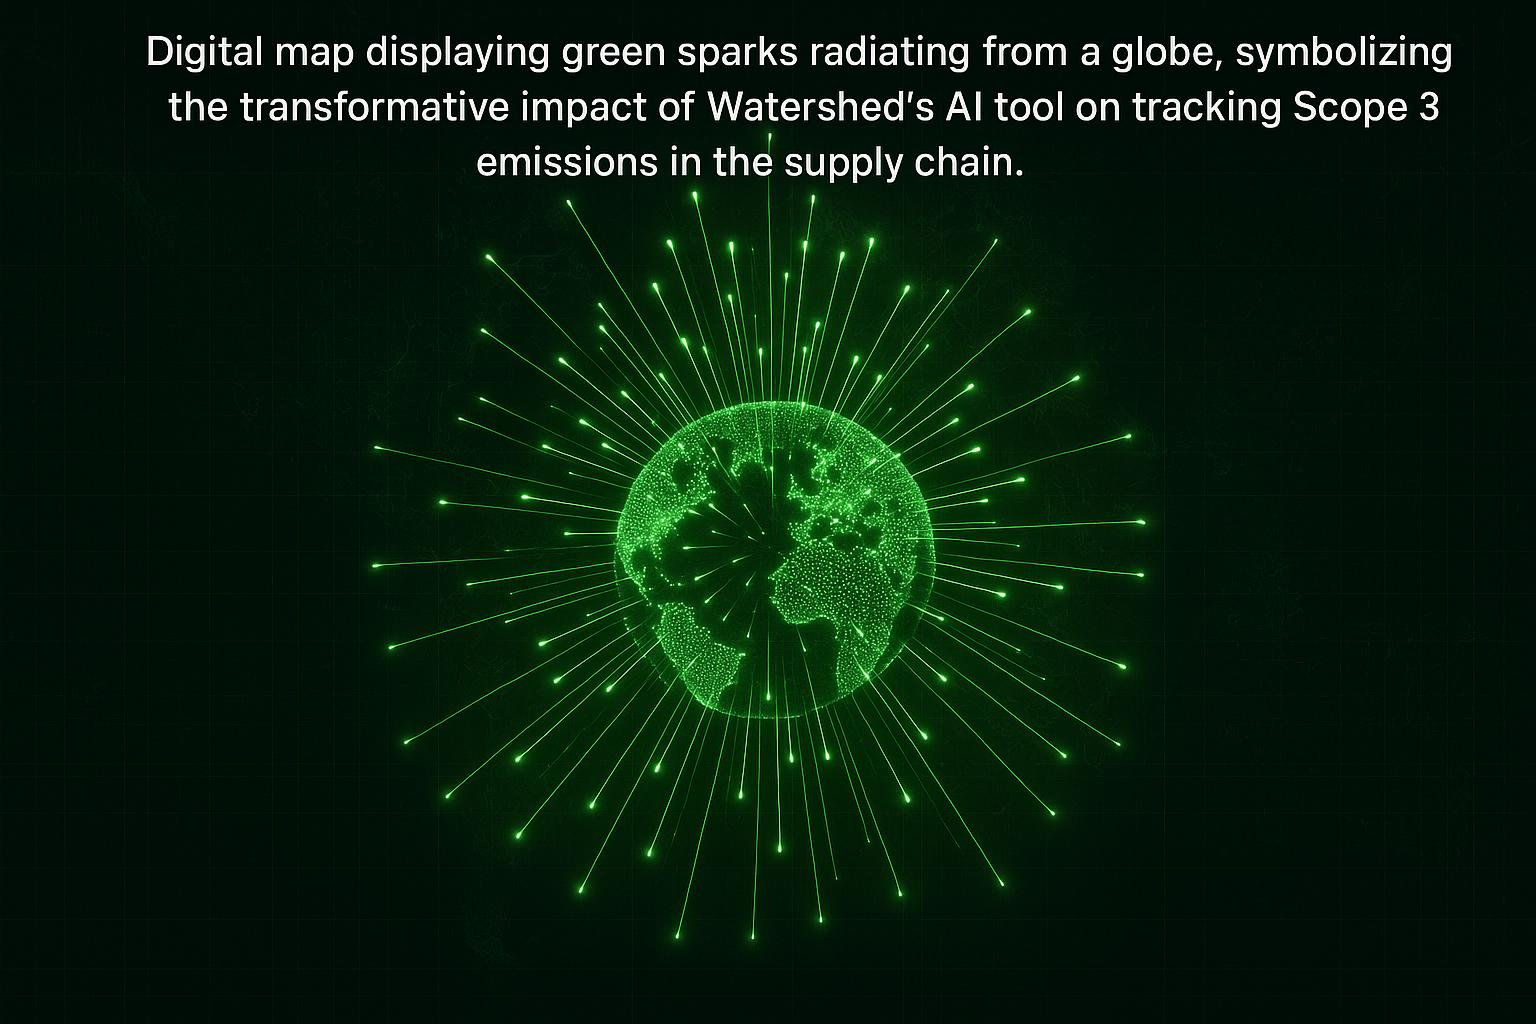 Digital map displaying green sparks radiating from a globe, symbolizing
the transformative impact of Watershed’s AI tool on tracking Scope 3
emissions in the supply chain.